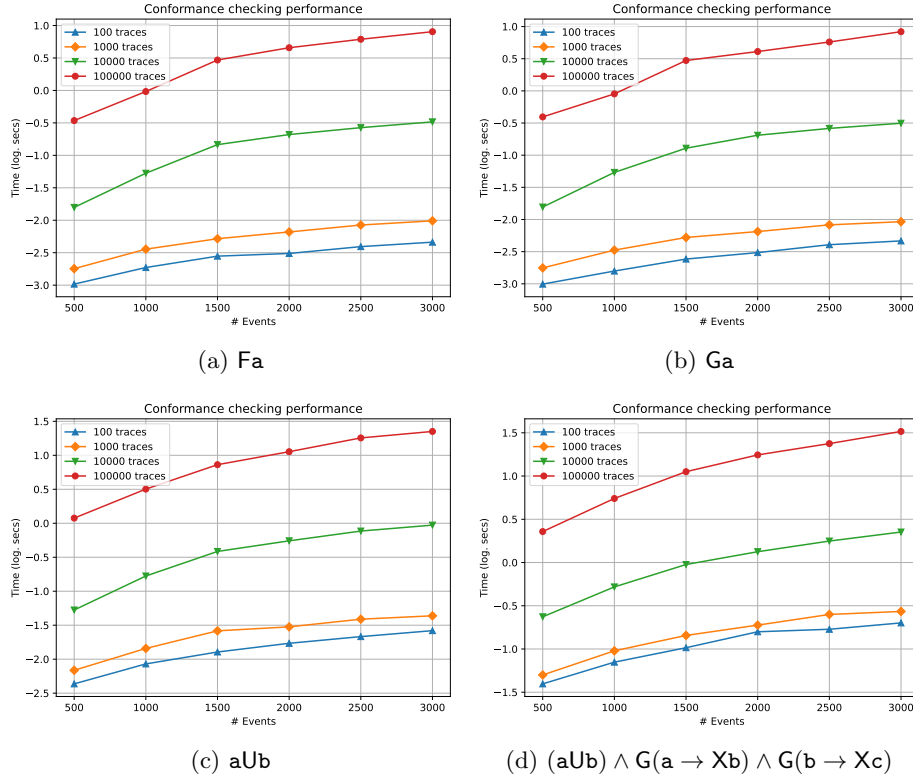 Conformance checking performance
100 traces
1000 traces
10000 traces
100000 traces
1.0
0.5
0.0
−0.5
−1.0
−1.5
−2.0
−2.5
−3.0
Time (log. secs)
500 1000 1500 2000 2500 3000
# Events
(a) Fa
Conformance checking performance
100 traces
1000 traces
10000 traces
100000 traces
1.0
0.5
0.0
−0.5
−1.0
−1.5
−2.0
−2.5
−3.0
Time (log. secs)
500 1000 1500 2000 2500 3000
# Events
(b) Ga
Conformance checking performance
100 traces
1000 traces
10000 traces
100000 traces
1.5
1.0
0.5
0.0
−0.5
−1.0
−1.5
−2.0
−2.5
Time (log. secs)
500 1000 1500 2000 2500 3000
# Events
(c) aUb
Conformance checking performance
100 traces
1000 traces
10000 traces
100000 traces
1.5
1.0
0.5
0.0
−0.5
−1.0
−1.5
Time (log. secs)
500 1000 1500 2000 2500 3000
# Events
(d) (aUb) ∧ G(a → Xb) ∧ G(b → Xc)